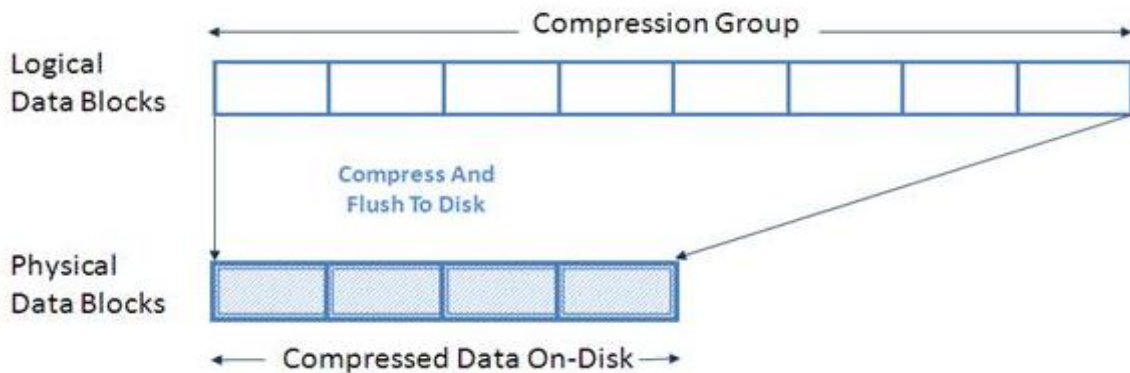 Compression Group
Logical
Data Blocks
Compress And
Flush To Disk
Physical
Data Blocks
Compressed Data On-Disk